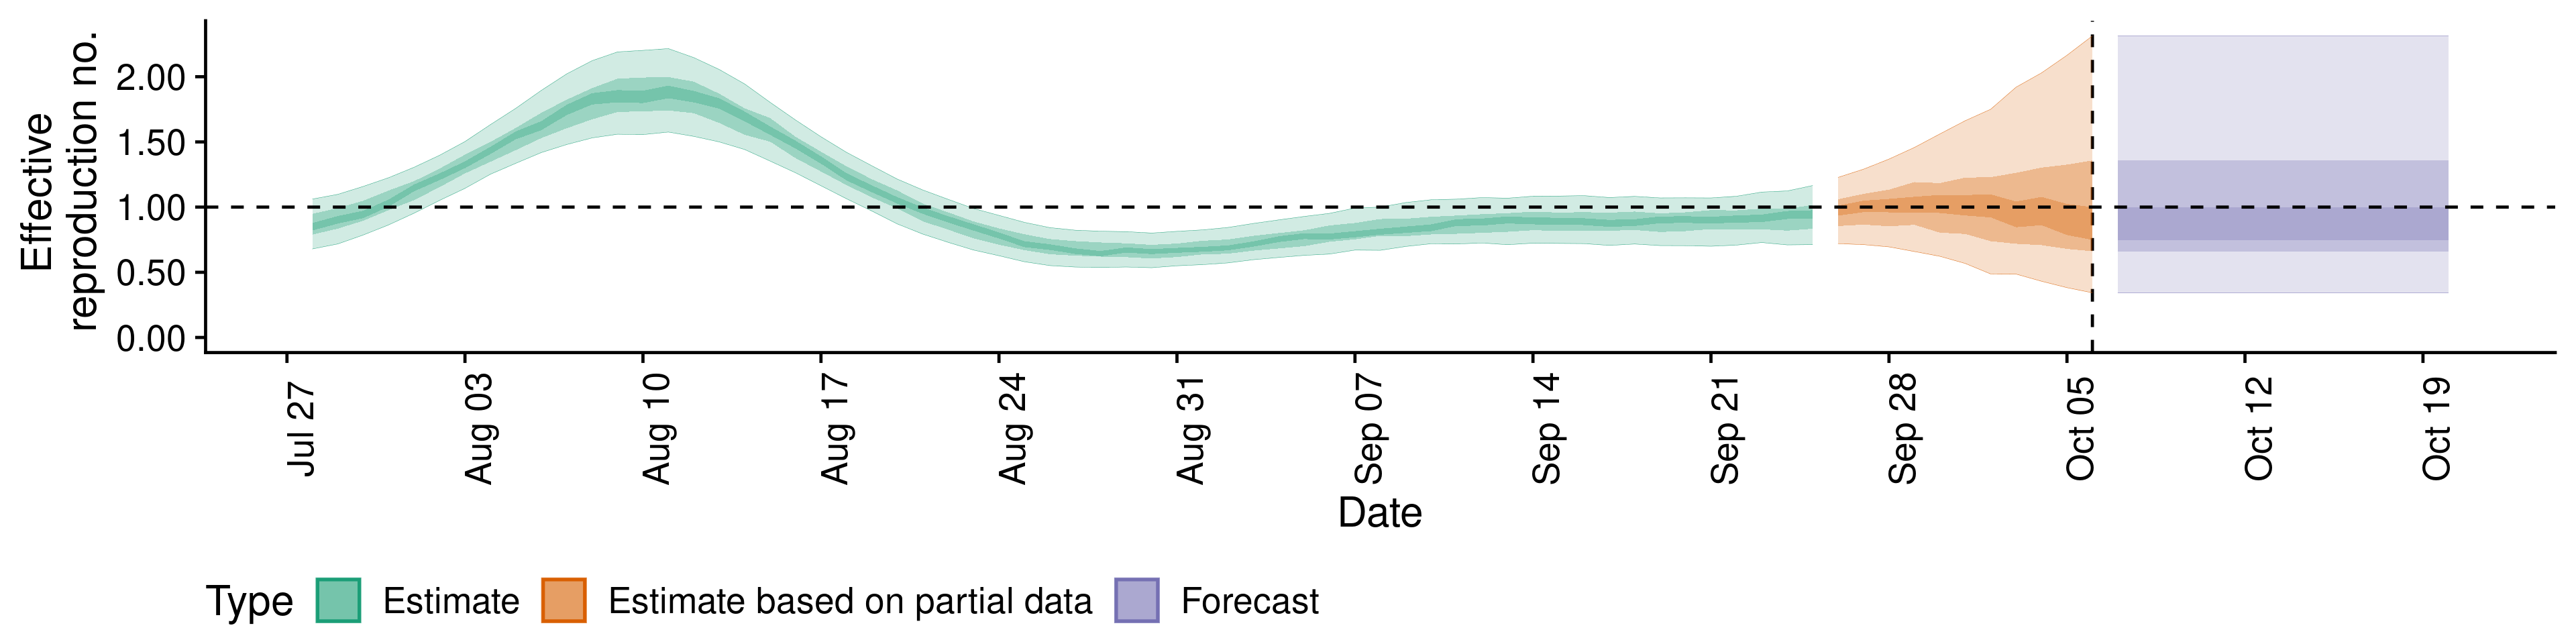 Effective
reproduction no.
2.00
1.50
1.00
0.50
0.00
Jul 27
Aug 03
Aug 10
Aug 17
Aug 24
Aug 31
Sep 07
Sep 14
Sep 21
Sep 28
Oct 05
Oct 12
Oct 19
Date
Type Estimate Estimate based on partial data Forecast